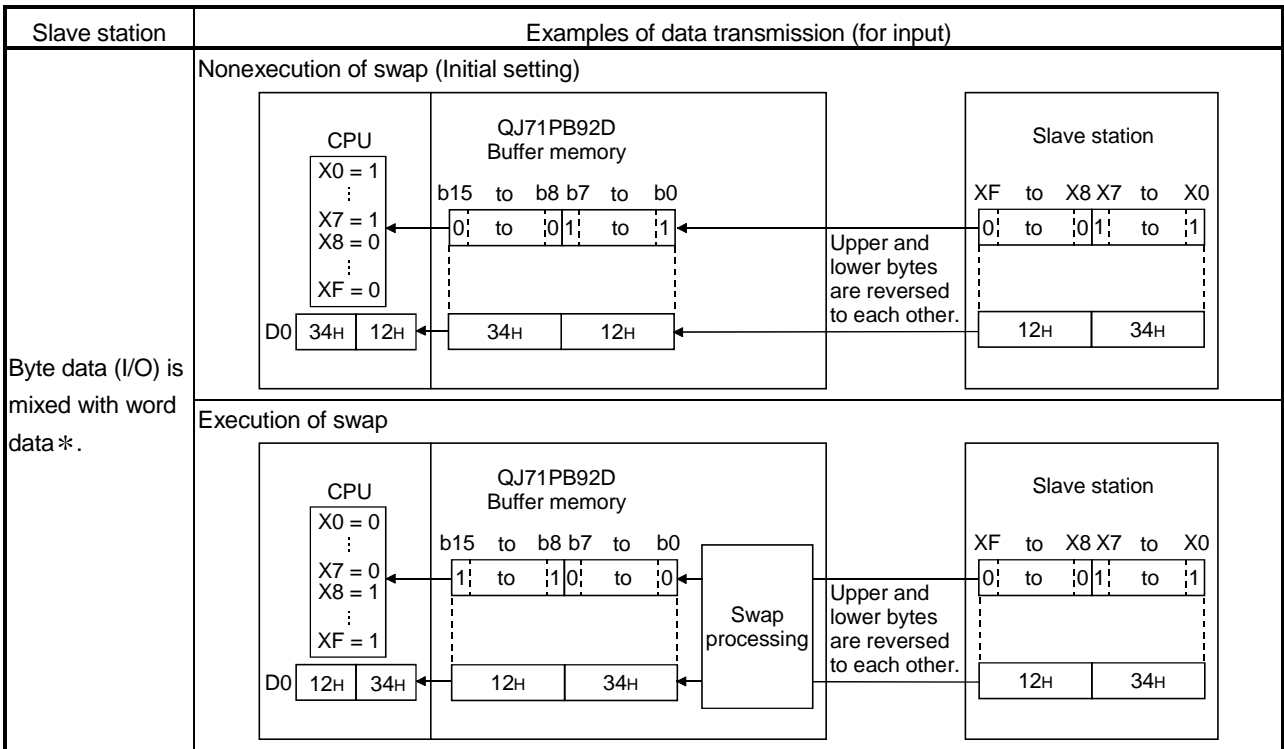 Slave station Examples of data transmission (for input)
Byte data (I/O) is
mixed with word
data*.
Nonexecution of swap (Initial setting)
CPU
X0 = 1
X7 = 1
X8 = 0
XF = 0
D0 34H 12H
QJ71PB92D
Buffer memory
b15 to b8 b7 to b0
0 to 0 1 to 1
34H 12H
Upper and
lower bytes
are reversed
to each other.
Slave station
XF to X8 X7 to X0
0 to 0 1 to 1
12H 34H
Execution of swap
CPU
X0 = 0
X7 = 0
X8 = 1
XF = 1
D0 12H 34H
QJ71PB92D
Buffer memory
b15 to b8 b7 to b0
1 to 1 0 to 0
12H 34H
Swap
processing
Upper and
lower bytes
are reversed
to each other.
Slave station
XF to X8 X7 to X0
0 to 0 1 to 1
12H 34H